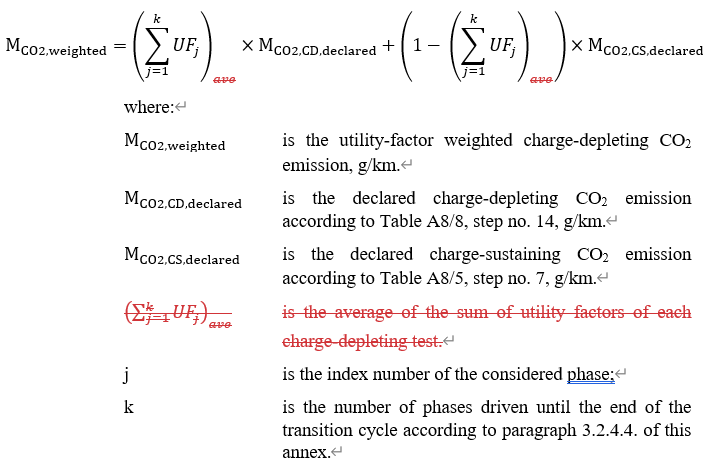 M_CO2,weighted = (∑_{j=1}^{k} UF_j)_ave × M_CO2,CD,declared + (1 − (∑_{j=1}^{k} UF_j)_ave) × M_CO2,CS,declared
where:↵
M_CO2,weighted is the utility-factor weighted charge-depleting CO₂
emission, g/km.↵
M_CO2,CD,declared is the declared charge-depleting CO₂ emission
according to Table A8/8, step no. 14, g/km.↵
M_CO2,CS,declared is the declared charge-sustaining CO₂ emission
according to Table A8/5, step no. 7, g/km.↵
(∑_{j=1}^{k} UF_j)_ave is the average of the sum of utility factors of each
charge-depleting test.↵
j is the index number of the considered phase;↵
k is the number of phases driven until the end of the
transition cycle according to paragraph 3.2.4.4. of this
annex.↵